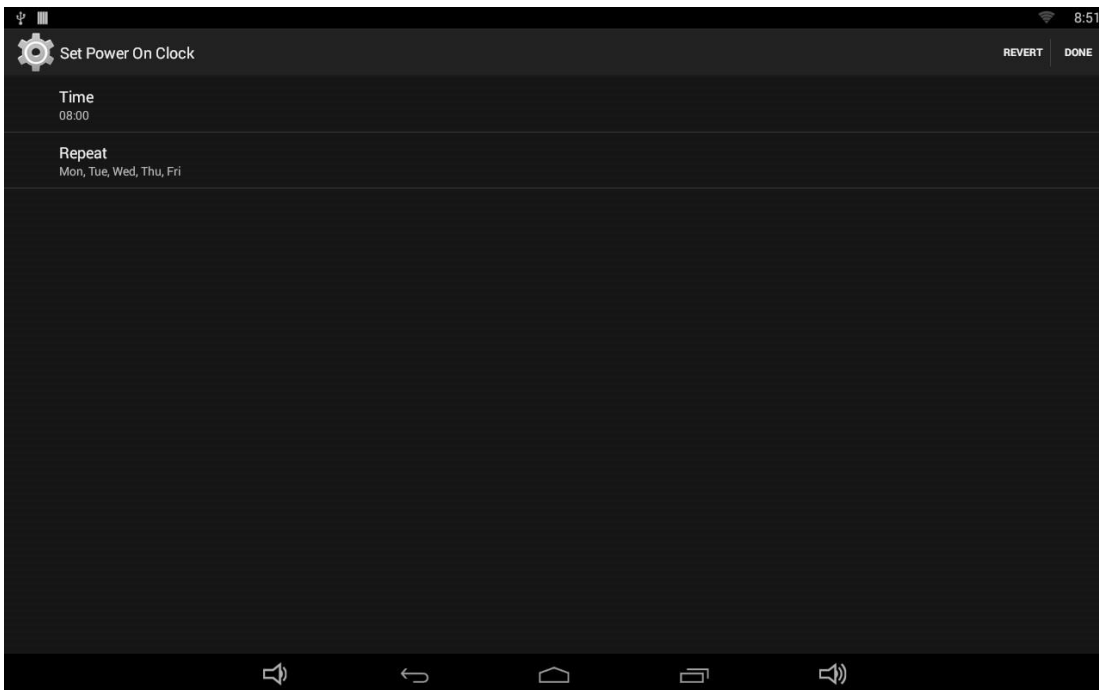 8:51
Set Power On Clock
REVERT
DONE
Time
08:00
Repeat
Mon, Tue, Wed, Thu, Fri